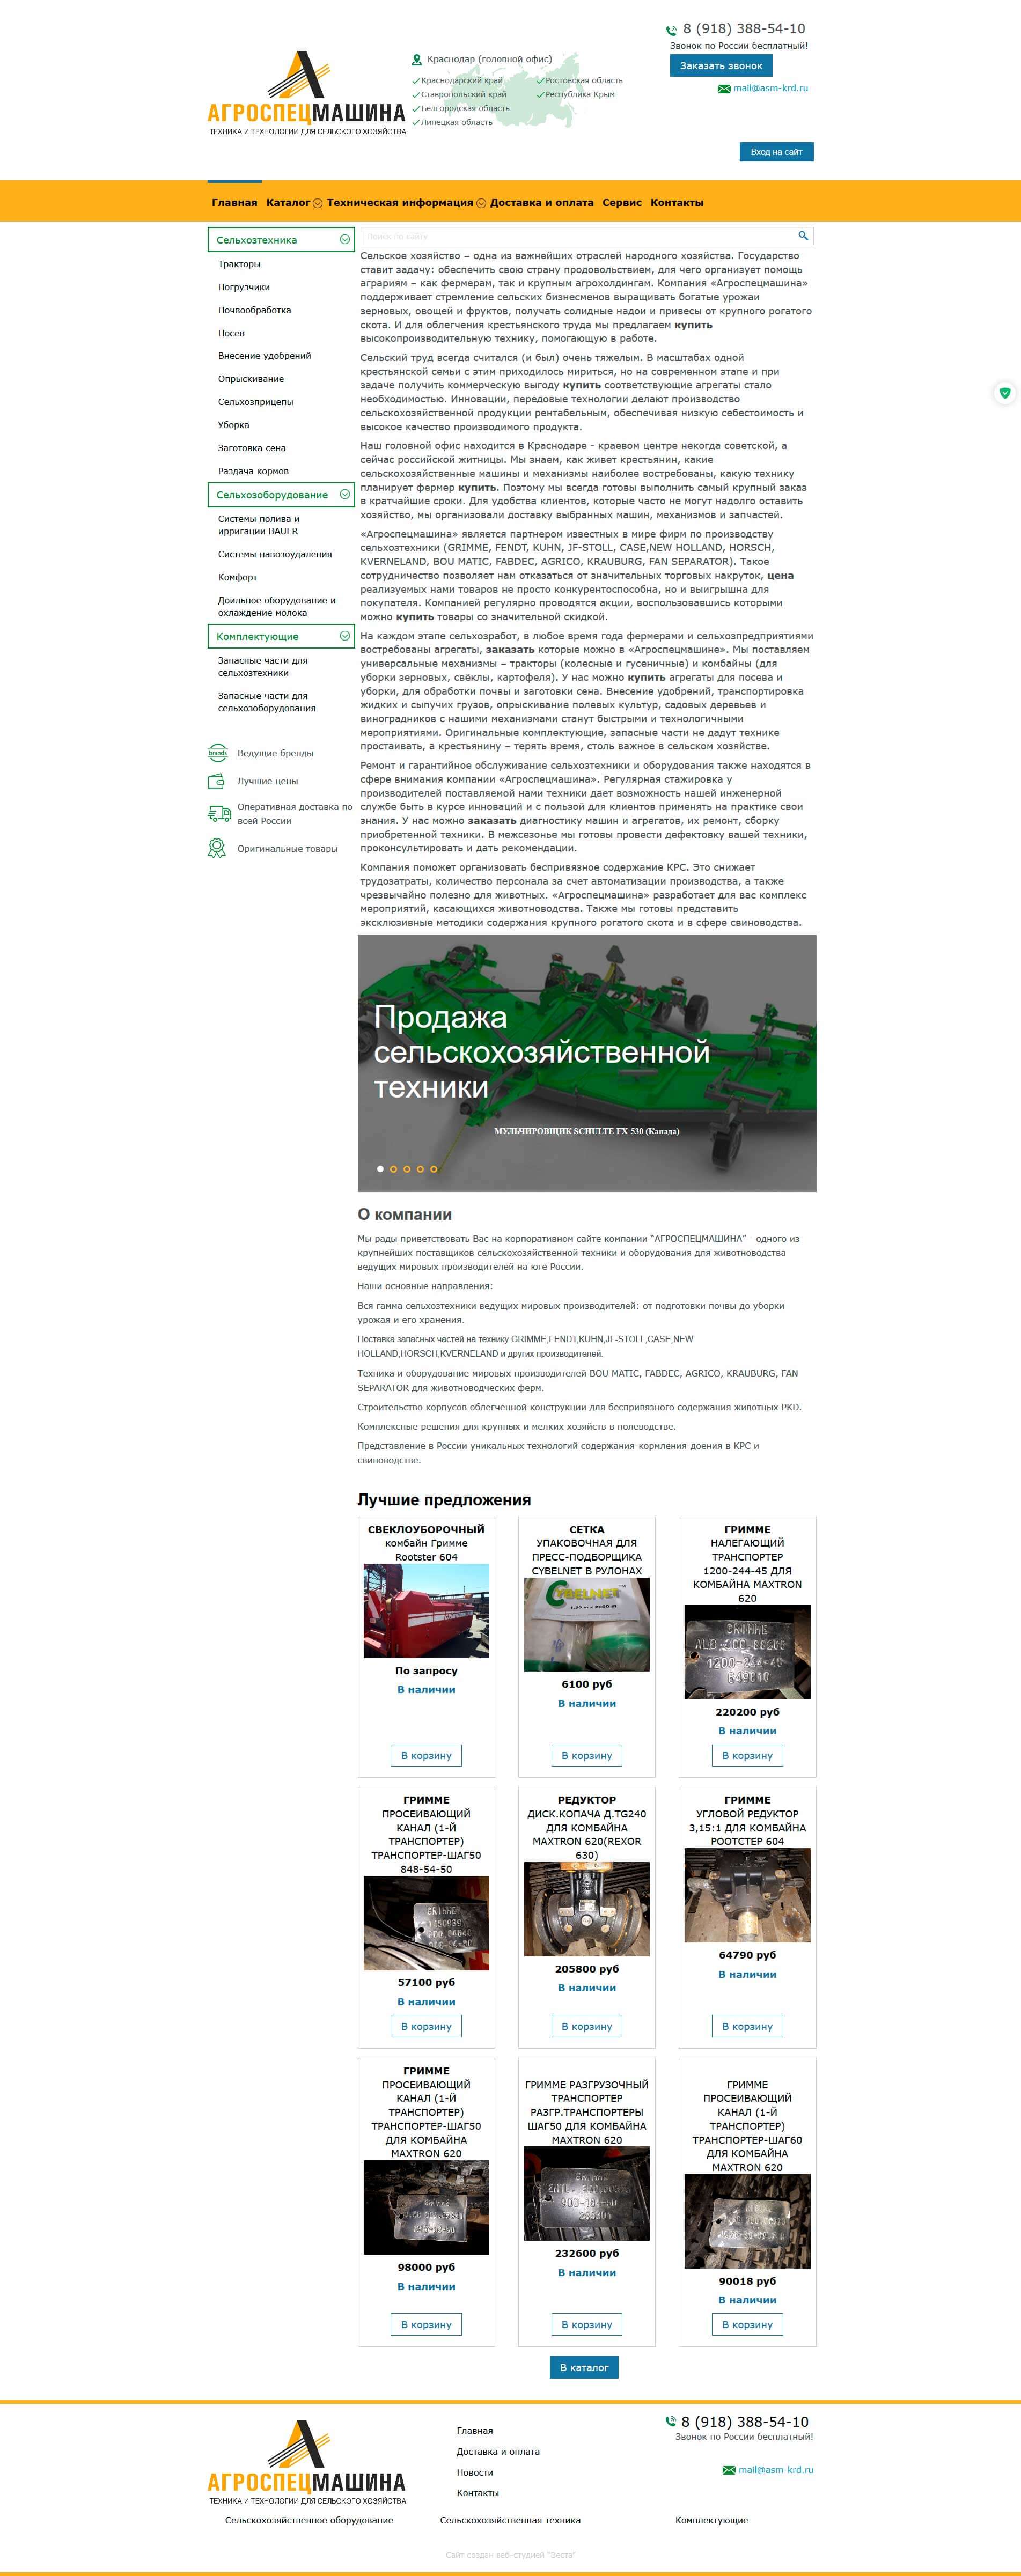 8 (918) 388-54-10
Звонок по России бесплатный!
Заказать звонок
mail@asm-krd.ru
Краснодар (головной офис)
Краснодарский край
Ростовская область
Ставропольский край
Республика Крым
Белгородская область
Липецкая область
АГРОСПЕЦМАШИНА
ТЕХНИКА И ТЕХНОЛОГИИ ДЛЯ СЕЛЬСКОГО ХОЗЯЙСТВА
Вход на сайт
Главная Каталог Техническая информация Доставка и оплата Сервис Контакты
Сельхозтехника
Тракторы
Погрузчики
Почвообработка
Посев
Внесение удобрений
Опрыскивание
Сельхозприцепы
Уборка
Заготовка сена
Раздача кормов
Сельхозоборудование
Системы полива и
ирригации BAUER
Системы навозоудаления
Комфорт
Доильное оборудование и
охлаждение молока
Комплектующие
Запасные части для
сельхозтехники
Запасные части для
сельхозоборудования
brands
Ведущие бренды
Лучшие цены
Оперативная доставка по
всей России
Оригинальные товары
Поиск по сайту
Сельское хозяйство – одна из важнейших отраслей народного хозяйства. Государство
ставит задачу: обеспечить свою страну продовольствием, для чего организует помощь
аграриям – как фермерам, так и крупным агрохолдингам. Компания «Агроспецмашина»
поддерживает стремление сельских бизнесменов выращивать богатые урожаи
зерновых, овощей и фруктов, получать солидные надои и привесы от крупного рогатого
скота. И для облегчения крестьянского труда мы предлагаем купить
высокопроизводительную технику, помогающую в работе.
Сельский труд всегда считался (и был) очень тяжелым. В масштабах одной
крестьянской семьи с этим приходилось мириться, но на современном этапе и при
задаче получить коммерческую выгоду купить соответствующие агрегаты стало
необходимостью. Инновации, передовые технологии делают производство
сельскохозяйственной продукции рентабельным, обеспечивая низкую себестоимость и
высокое качество производимого продукта.
Наш головной офис находится в Краснодаре - краевом центре некогда советской, а
сейчас российской житницы. Мы знаем, как живет крестьянин, какие
сельскохозяйственные машины и механизмы наиболее востребованы, какую технику
планирует фермер купить. Поэтому мы всегда готовы выполнить самый крупный заказ
в кратчайшие сроки. Для удобства клиентов, которые часто не могут надолго оставить
хозяйство, мы организовали доставку выбранных машин, механизмов и запчастей.
«Агроспецмашина» является партнером известных в мире фирм по производству
сельхозтехники (GRIMME, FENDT, KUHN, JF-STOLL, CASE,NEW HOLLAND, HORSCH,
KVERNELAND, BOU MATIC, FABDEC, AGRICO, KRAUBURG, FAN SEPARATOR). Такое
сотрудничество позволяет нам отказаться от значительных торговых накруток, цена
реализуемых нами товаров не просто конкурентоспособна, но и выигрышна для
покупателя. Компанией регулярно проводятся акции, воспользовавшись которыми
можно купить товары со значительной скидкой.
На каждом этапе сельхозработ, в любое время года фермерами и сельхозпредприятиями
востребованы агрегаты, заказать которые можно в «Агроспецмашине». Мы поставляем
универсальные механизмы – тракторы (колесные и гусеничные) и комбайны (для
уборки зерновых, свёклы, картофеля). У нас можно купить агрегаты для посева и
уборки, для обработки почвы и заготовки сена. Внесение удобрений, транспортировка
жидких и сыпучих грузов, опрыскивание полевых культур, садовых деревьев и
виноградников с нашими механизмами станут быстрыми и технологичными
мероприятиями. Оригинальные комплектующие, запасные части не дадут технике
простаивать, а крестьянину – терять время, столь важное в сельском хозяйстве.
Ремонт и гарантийное обслуживание сельхозтехники и оборудования также находятся в
сфере внимания компании «Агроспецмашина». Регулярная стажировка у
производителей поставляемой нами техники дает возможность нашей инженерной
службе быть в курсе инноваций и с пользой для клиентов применять на практике свои
знания. У нас можно заказать диагностику машин и агрегатов, их ремонт, сборку
приобретенной техники. В межсезонье мы готовы провести дефектовку вашей техники,
проконсультировать и дать рекомендации.
Компания поможет организовать беспривязное содержание КРС. Это снижает
трудозатраты, количество персонала за счет автоматизации производства, а также
чрезвычайно полезно для животных. «Агроспецмашина» разработает для вас комплекс
мероприятий, касающихся животноводства. Также мы готовы представить
эксклюзивные методики содержания крупного рогатого скота и в сфере свиноводства.
Продажа
сельскохозяйственной
техники
МУЛЬЧИРОВЩИК SCHULTE FX-530 (Канада)
О компании
Мы рады приветствовать Вас на корпоративном сайте компании "АГРОСПЕЦМАШИНА" - одного из
крупнейших поставщиков сельскохозяйственной техники и оборудования для животноводства
ведущих мировых производителей на юге России.
Наши основные направления:
Вся гамма сельхозтехники ведущих мировых производителей: от подготовки почвы до уборки
урожая и его хранения.
Поставка запасных частей на технику GRIMME,FENDT,KUHN,JF-STOLL,CASE,NEW
HOLLAND,HORSCH,KVERNELAND и других производителей.
Техника и оборудование мировых производителей BOU MATIC, FABDEC, AGRICO, KRAUBURG, FAN
SEPARATOR для животноводческих ферм.
Строительство корпусов облегченной конструкции для беспривязного содержания животных PKD.
Комплексные решения для крупных и мелких хозяйств в полеводстве.
Представление в России уникальных технологий содержания-кормления-доения в КРС и
свиноводстве.
Лучшие предложения
СВЕКЛОУБОРОЧНЫЙ
комбайн Гримме
Rootster 604
По запросу
В наличии
В корзину
СЕТКА
УПАКОВОЧНАЯ ДЛЯ
ПРЕСС-ПОДБОРЩИКА
CYBELNET В РУЛОНАХ
CYBELNET
6100 руб
В наличии
В корзину
ГРИММЕ
НАЛЕГАЮЩИЙ
ТРАНСПОРТЕР
1200-244-45 ДЛЯ
КОМБАЙНА MAXTRON
620
GRIMME
1200-244-45
220200 руб
В наличии
В корзину
ГРИММЕ
ПРОСЕИВАЮЩИЙ
КАНАЛ (1-Й
ТРАНСПОРТЕР)
ТРАНСПОРТЕР-ШАГ50
848-54-50
57100 руб
В наличии
В корзину
РЕДУКТОР
ДИСК.КОПАЧА Д.TG240
ДЛЯ КОМБАЙНА
MAXTRON 620(REXOR
630)
205800 руб
В наличии
В корзину
ГРИММЕ
УГЛОВОЙ РЕДУКТОР
3,15:1 ДЛЯ КОМБАЙНА
РООТСТЕР 604
64790 руб
В наличии
В корзину
ГРИММЕ
ПРОСЕИВАЮЩИЙ
КАНАЛ (1-Й
ТРАНСПОРТЕР)
ТРАНСПОРТЕР-ШАГ50
ДЛЯ КОМБАЙНА
MAXTRON 620
98000 руб
В наличии
В корзину
ГРИММЕ РАЗГРУЗОЧНЫЙ
ТРАНСПОРТЕР
РАЗГР.ТРАНСПОРТЕРЫ
ШАГ50 ДЛЯ КОМБАЙНА
MAXTRON 620
232600 руб
В наличии
В корзину
ГРИММЕ
ПРОСЕИВАЮЩИЙ
КАНАЛ (1-Й
ТРАНСПОРТЕР)
ТРАНСПОРТЕР-ШАГ60
ДЛЯ КОМБАЙНА
MAXTRON 620
90018 руб
В наличии
В корзину
В каталог
АГРОСПЕЦМАШИНА
ТЕХНИКА И ТЕХНОЛОГИИ ДЛЯ СЕЛЬСКОГО ХОЗЯЙСТВА
Главная
Доставка и оплата
Новости
Контакты
8 (918) 388-54-10
Звонок по России бесплатный!
mail@asm-krd.ru
Сельскохозяйственное оборудование
Сельскохозяйственная техника
Комплектующие
Сайт создан веб-студией "Веста"